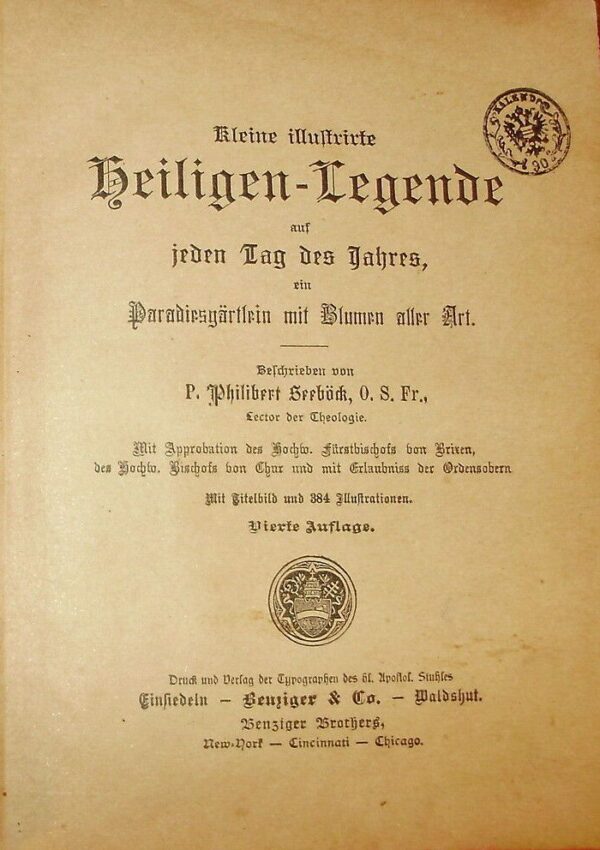 Kleine illustrirte
Heiligen-Legende
auf
jeden Tag des Jahres,
ein
Paradiesgärtlein mit Blumen aller Art.
Beschrieben von
P. Philibert Seeböck, O. S. Fr.,
Lector der Theologie.
Mit Approbation des Hochw. Fürstbischofs von Brixen,
des Hochw. Bischofs von Chur und mit Erlaubniss der Ordensobern
Mit Titelbild und 384 Illustrationen.
Vierte Auflage.
Druck und Verlag der Typographen des hl. Apostol. Stuhles
Einsiedeln — Benziger & Co. — Waldshut.
Benziger Brothers,
New-York — Cincinnati — Chicago.